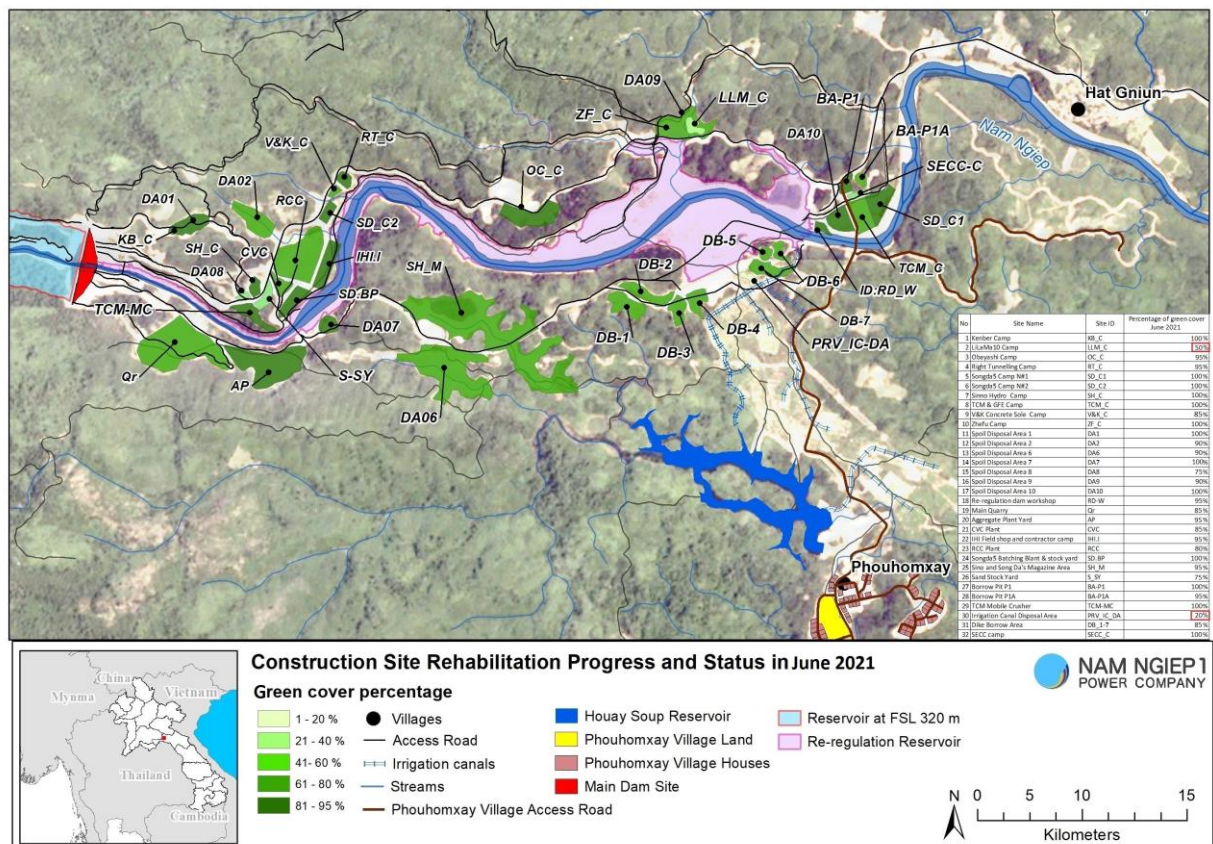 DA09
LLM_C
ZF_C
BA-P1
DA10
BA-P1A
SECC-C
Hat Gniun
Nam Ngiep
RT_C
V&K_C
OC_C
DA02
RCC
DA01
SD_C2
SD_C1
KB_C
SH_C
CVC
IHI.I
DB-5
DB-2
TCM_C
DA08
SH_M
DB-6
ID:RD_W
TCM-MC
SD:BP
DB-7
DB-1
DB-4
DA07
DB-3
PRV_IC-DA
Qr
AP
S-SY
DA06
Phouhomxay
No Site Name Site ID Percentage of green cover June 2021
1 Kenber Camp KB_C 100%
2 LiLaMa10 Camp LLM_C 50%
3 Obayashi Camp OC_C 95%
4 Right Tunnelling Camp RT_C 95%
5 Songda5 Camp N#1 SD_C1 100%
6 Songda5 Camp N#2 SD_C2 100%
7 Sinno Hydro Camp SH_C 100%
8 TCM & GFE Camp TCM_C 100%
9 V&K Concrete Sole Camp V&K_C 85%
10 Zhefu Camp ZF_C 100%
11 Spoil Disposal Area 1 DA1 100%
12 Spoil Disposal Area 2 DA2 90%
13 Spoil Disposal Area 6 DA6 90%
14 Spoil Disposal Area 7 DA7 100%
15 Spoil Disposal Area 8 DA8 75%
16 Spoil Disposal Area 9 DA9 90%
17 Spoil Disposal Area 10 DA10 100%
18 Re-regulation dam workshop RD-W 95%
19 Main Quarry Qr 85%
20 Aggregate Plant Yard AP 95%
21 CVC Plant CVC 85%
22 IHI Field shop and contractor camp IHI.I 95%
23 RCC Plant RCC 80%
24 Songda5 Batching Blant & stock yard SD.BP 100%
25 Sino and Song Da's Magazine Area SH_M 95%
26 Sand Stock Yard S_SY 75%
27 Borrow Pit P1 BA-P1 100%
28 Borrow Pit P1A BA-P1A 95%
29 TCM Mobile Crusher TCM-MC 100%
30 Irrigation Canal Disposal Area PRV_IC_DA 20%
31 Dike Borrow Area DB_1-7 85%
32 SECC camp SECC_C 100%
China
Mynma
Vietnam
Thailand
Cambodia
Construction Site Rehabilitation Progress and Status in June 2021
Green cover percentage
1 - 20 %
21 - 40 %
41- 60 %
61 - 80 %
81 - 95 %
Villages
Access Road
Irrigation canals
Streams
Phouhomxay Village Access Road
Houay Soup Reservoir
Phouhomxay Village Land
Phouhomxay Village Houses
Main Dam Site
Reservoir at FSL 320 m
Re-regulation Reservoir
NAM NGIEP1
POWER COMPANY
N
0 5 10 15
Kilometers